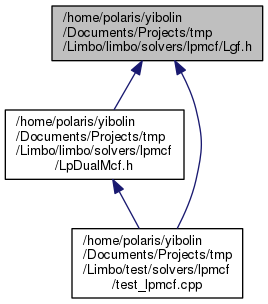 /home/polaris/yibolin
/Documents/Projects/tmp
/Limbo/limbo/solvers/lpmcf/Lgf.h
/home/polaris/yibolin
/Documents/Projects/tmp
/Limbo/limbo/solvers/lpmcf
/LpDualMcf.h
/home/polaris/yibolin
/Documents/Projects/tmp
/Limbo/test/solvers/lpmcf
/test_lpmcf.cpp